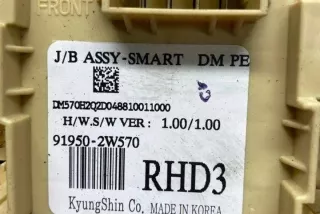 FRONT
J/B ASSY-SMART DM PE
DM570H2Q2D048810011000
H/W.S/W VER : 1.00/1.00
91950-2W570
RHD3
KyungShin Co. MADE IN KOREA